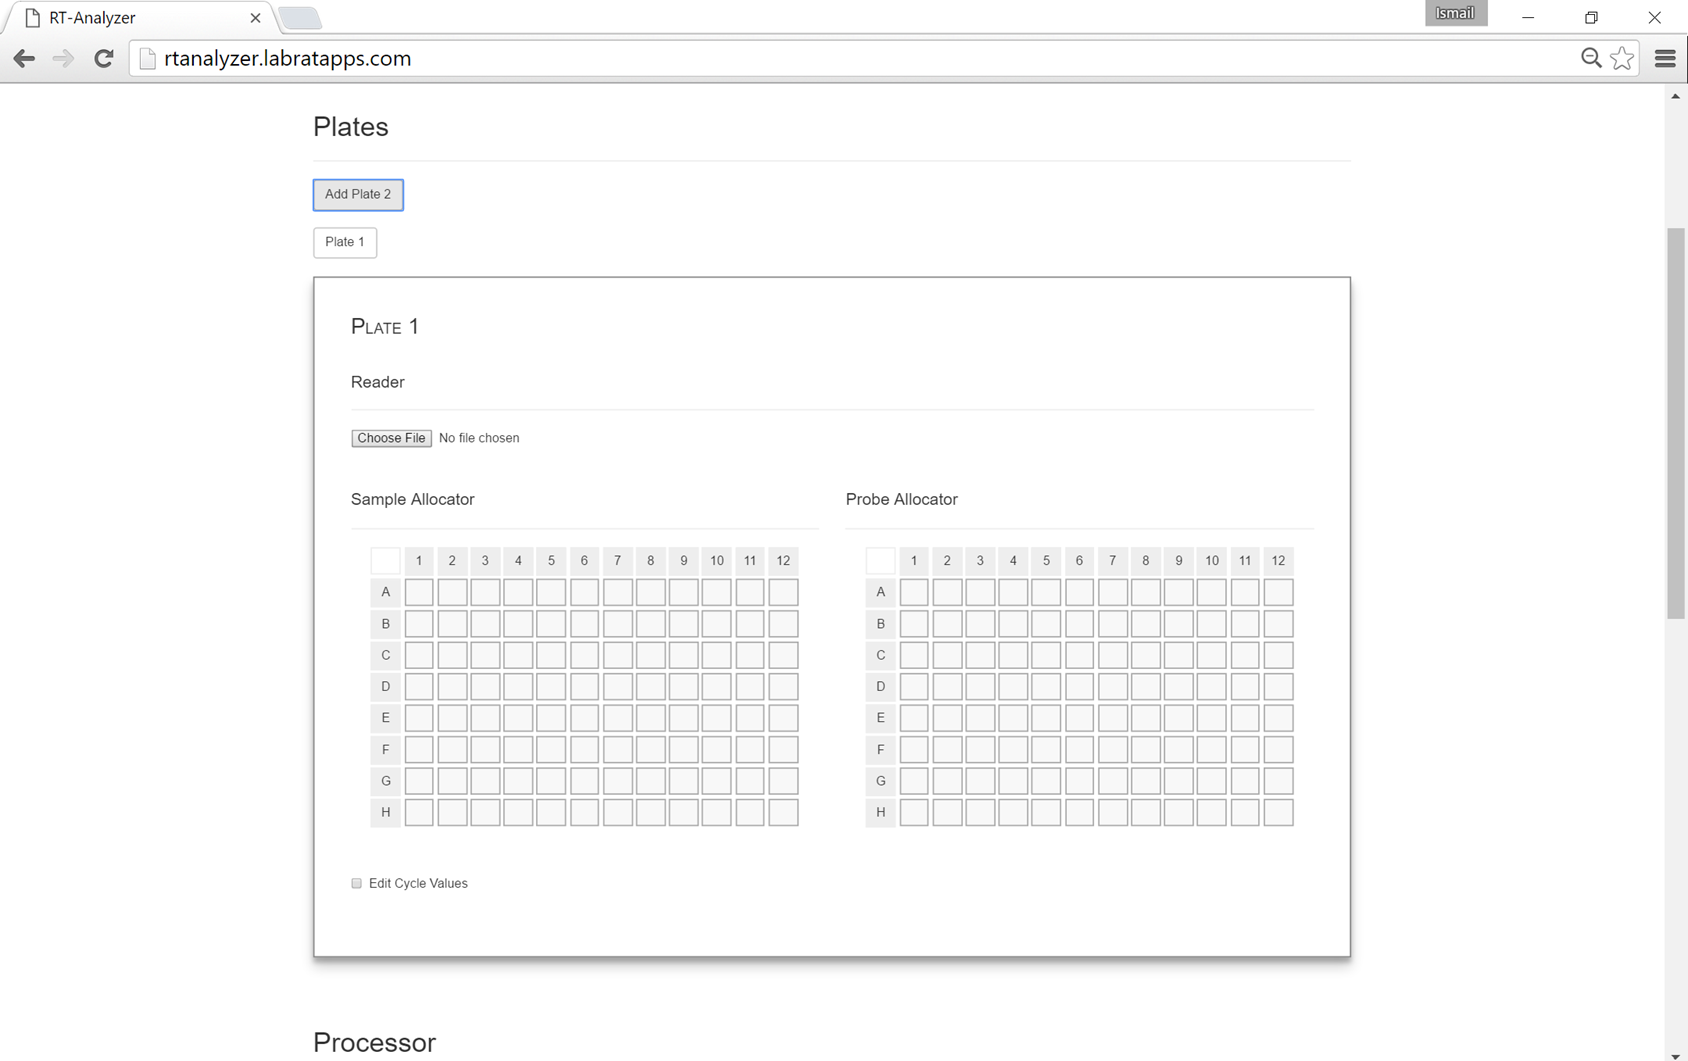 RT-Analyzer
Ismail
rtanalyzer.labratapps.com
Plates
Add Plate 2
Plate 1
Plate 1
Reader
Choose File No file chosen
Sample Allocator Probe Allocator
1 2 3 4 5 6 7 8 9 10 11 12 1 2 3 4 5 6 7 8 9 10 11 12
A A
B B
C C
D D
E E
F F
G G
H H
Edit Cycle Values
Processor